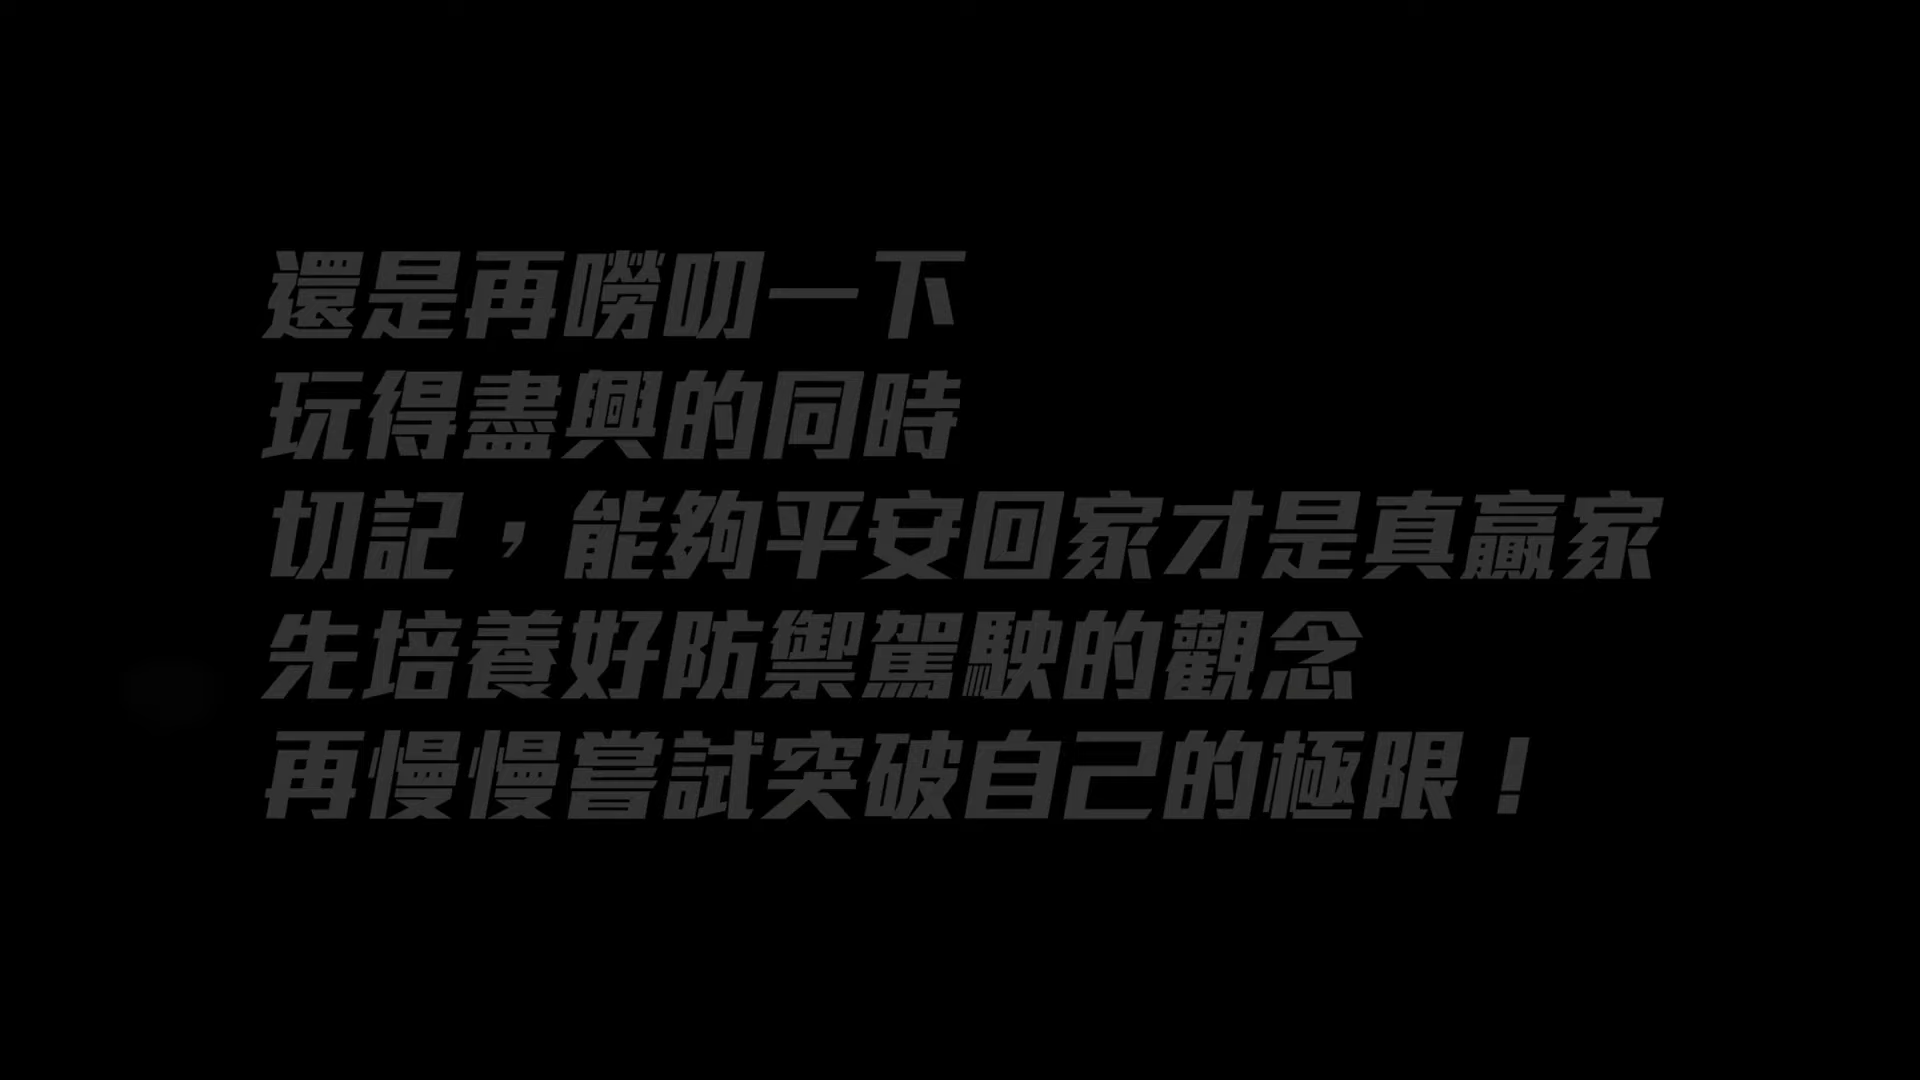 還是再嘮叨一下
玩得盡興的同時
切記，能夠平安回家才是真贏家
先培養好防禦駕駛的觀念
再慢慢嘗試突破自己的極限！